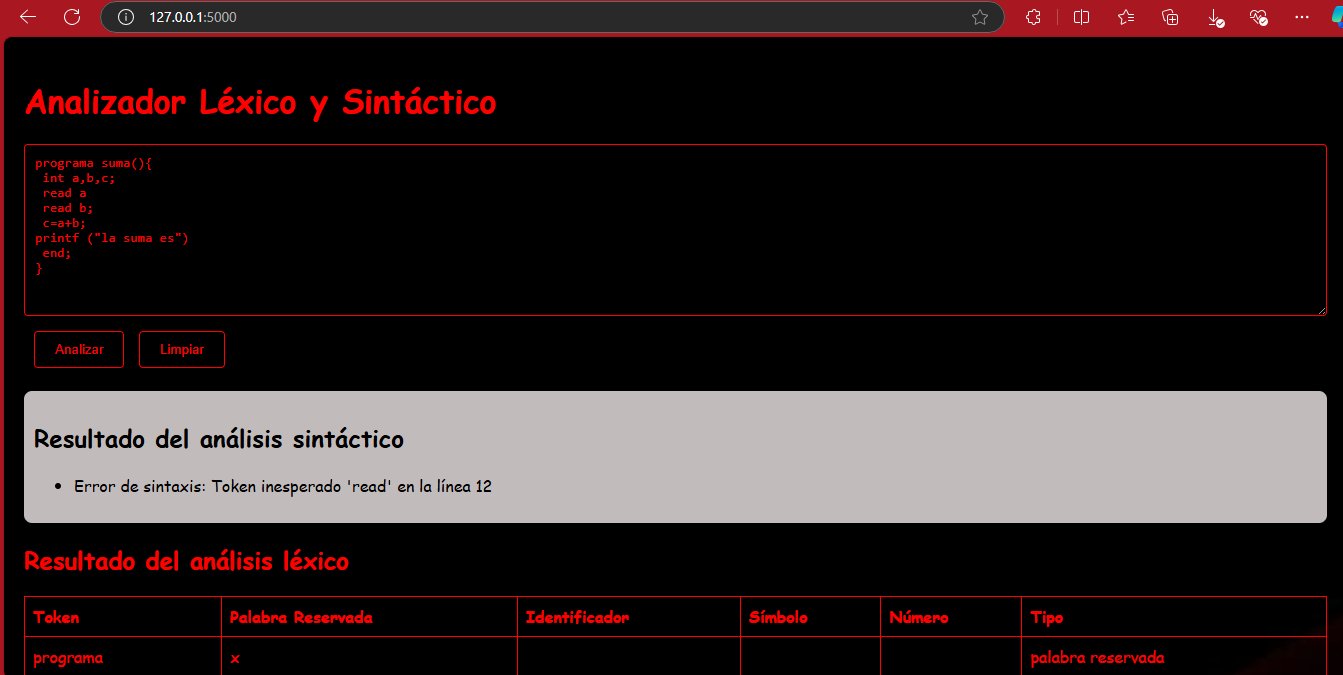 127.0.0.1:5000
Analizador Léxico y Sintáctico
programa suma(){
int a,b,c;
read a
read b;
c=a+b;
printf ("la suma es")
end;
}
Analizar Limpiar
Resultado del análisis sintáctico
• Error de sintaxis: Token inesperado 'read' en la línea 12
Resultado del análisis léxico
Token Palabra Reservada Identificador Símbolo Número Tipo
programa x palabra reservada